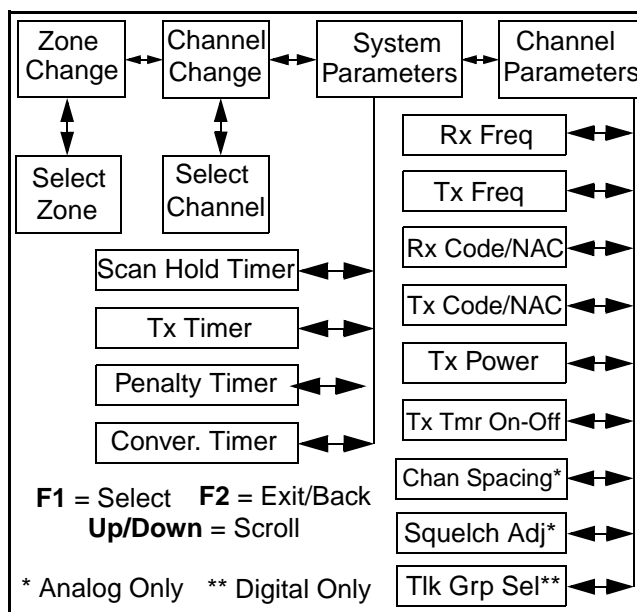 Zone
Change
Channel
Change
System
Parameters
Channel
Parameters
Select
Zone
Select
Channel
Rx Freq
Tx Freq
Rx Code/NAC
Tx Code/NAC
Tx Power
Tx Tmr On-Off
Chan Spacing*
Squelch Adj*
Tlk Grp Sel**
Scan Hold Timer
Tx Timer
Penalty Timer
Conver. Timer
F1 = Select F2 = Exit/Back
Up/Down = Scroll
* Analog Only ** Digital Only